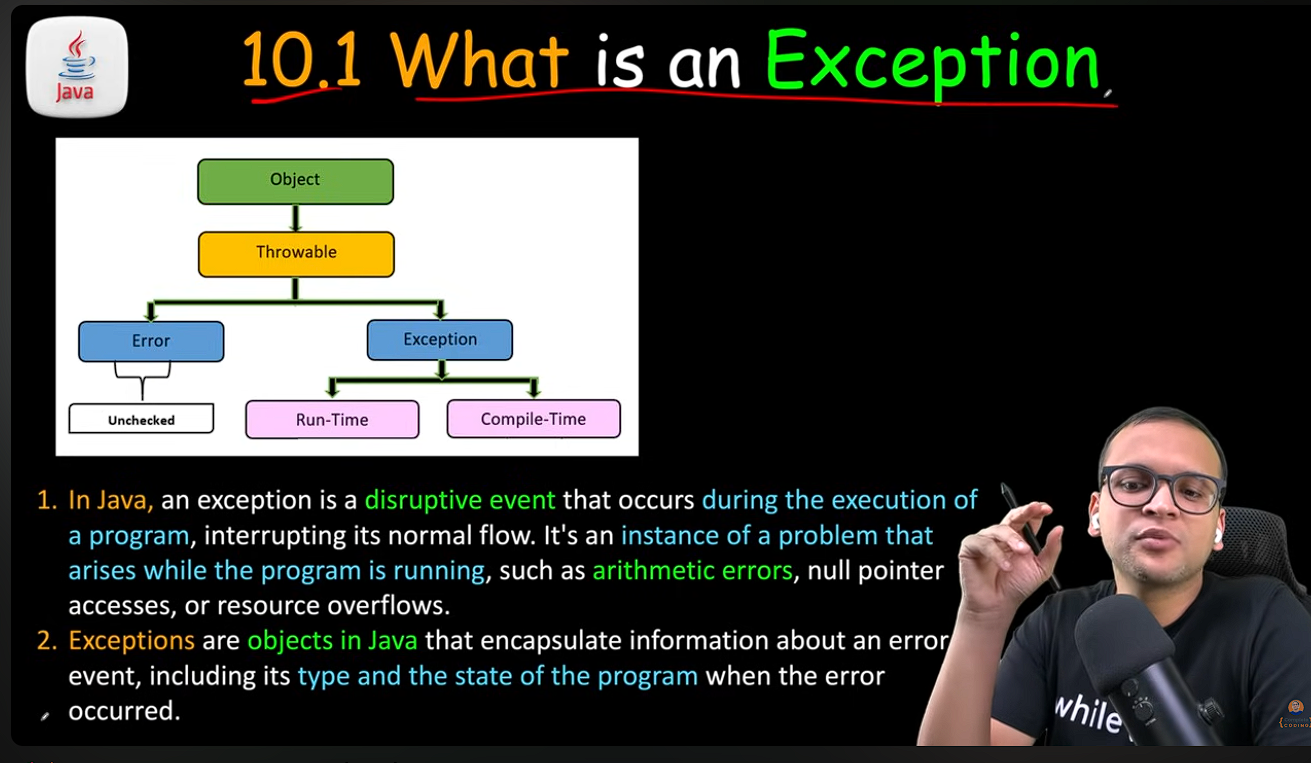 Java
10.1 What is an Exception
Object
Throwable
Error
Exception
Unchecked
Run-Time
Compile-Time
1. In Java, an exception is a disruptive event that occurs during the execution of
a program, interrupting its normal flow. It's an instance of a problem that
arises while the program is running, such as arithmetic errors, null pointer
accesses, or resource overflows.
2. Exceptions are objects in Java that encapsulate information about an error
event, including its type and the state of the program when the error
occurred.
while
CODING